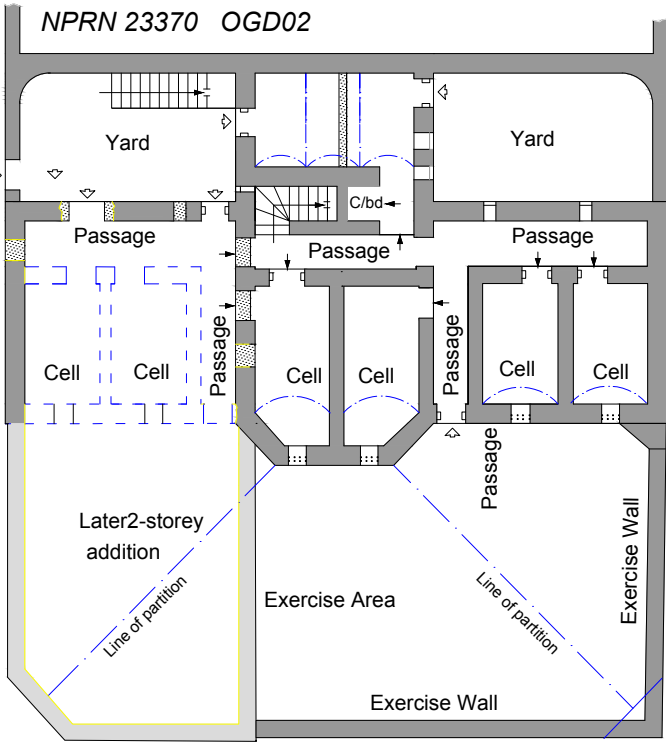 NPRN 23370 OGD02
Yard
Yard
C/bd
Passage
Passage
Passage
Cell
Cell
Passage
Cell
Cell
Passage
Cell
Cell
Passage
Later2-storey
addition
Line of partition
Exercise Area
Line of partition
Exercise Wall
Exercise Wall